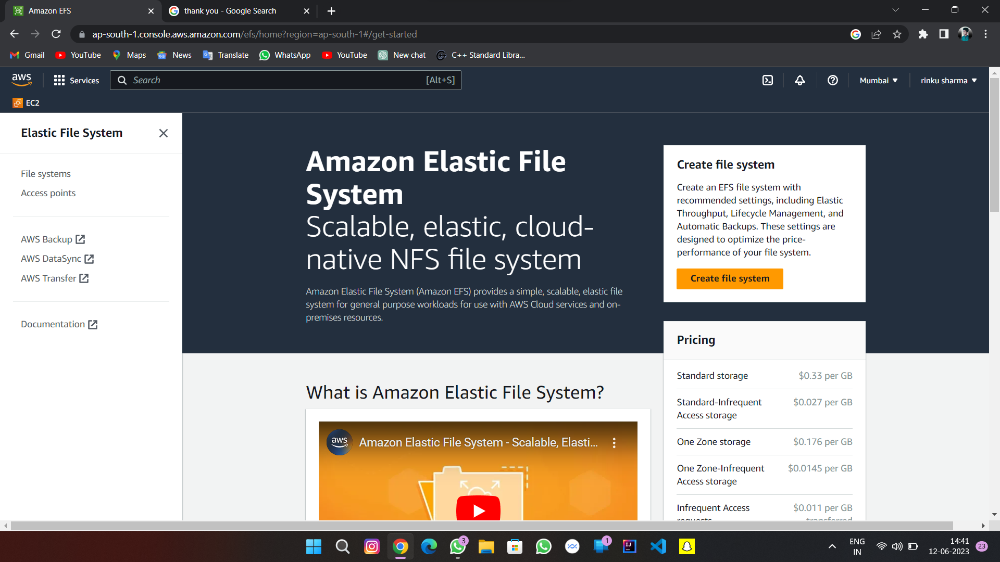 Amazon EFS
thank you - Google Search
ap-south-1.console.aws.amazon.com/efs/home?region=ap-south-1#/get-started
Gmail
YouTube
Maps
News
Translate
WhatsApp
YouTube
New chat
C++ Standard Libra...
aws
Services
Search
[Alt+S]
Mumbai
rinku sharma
EC2
Elastic File System
File systems
Access points
AWS Backup
AWS DataSync
AWS Transfer
Documentation
Amazon Elastic File
System
Scalable, elastic, cloud-
native NFS file system
Amazon Elastic File System (Amazon EFS) provides a simple, scalable, elastic file
system for general purpose workloads for use with AWS Cloud services and on-
premises resources.
Create file system
Create an EFS file system with
recommended settings, including Elastic
Throughput, Lifecycle Management, and
Automatic Backups. These settings are
designed to optimize the price-
performance of your file system.
Create file system
Pricing
Standard storage $0.33 per GB
Standard-Infrequent $0.027 per GB
Access storage
One Zone storage $0.176 per GB
One Zone-Infrequent $0.0145 per GB
Access storage
Infrequent Access $0.011 per GB
requests transferred
What is Amazon Elastic File System?
aws
Amazon Elastic File System - Scalable, Elasti...
3
1
IJ
ENG
IN
14:41
12-06-2023
23